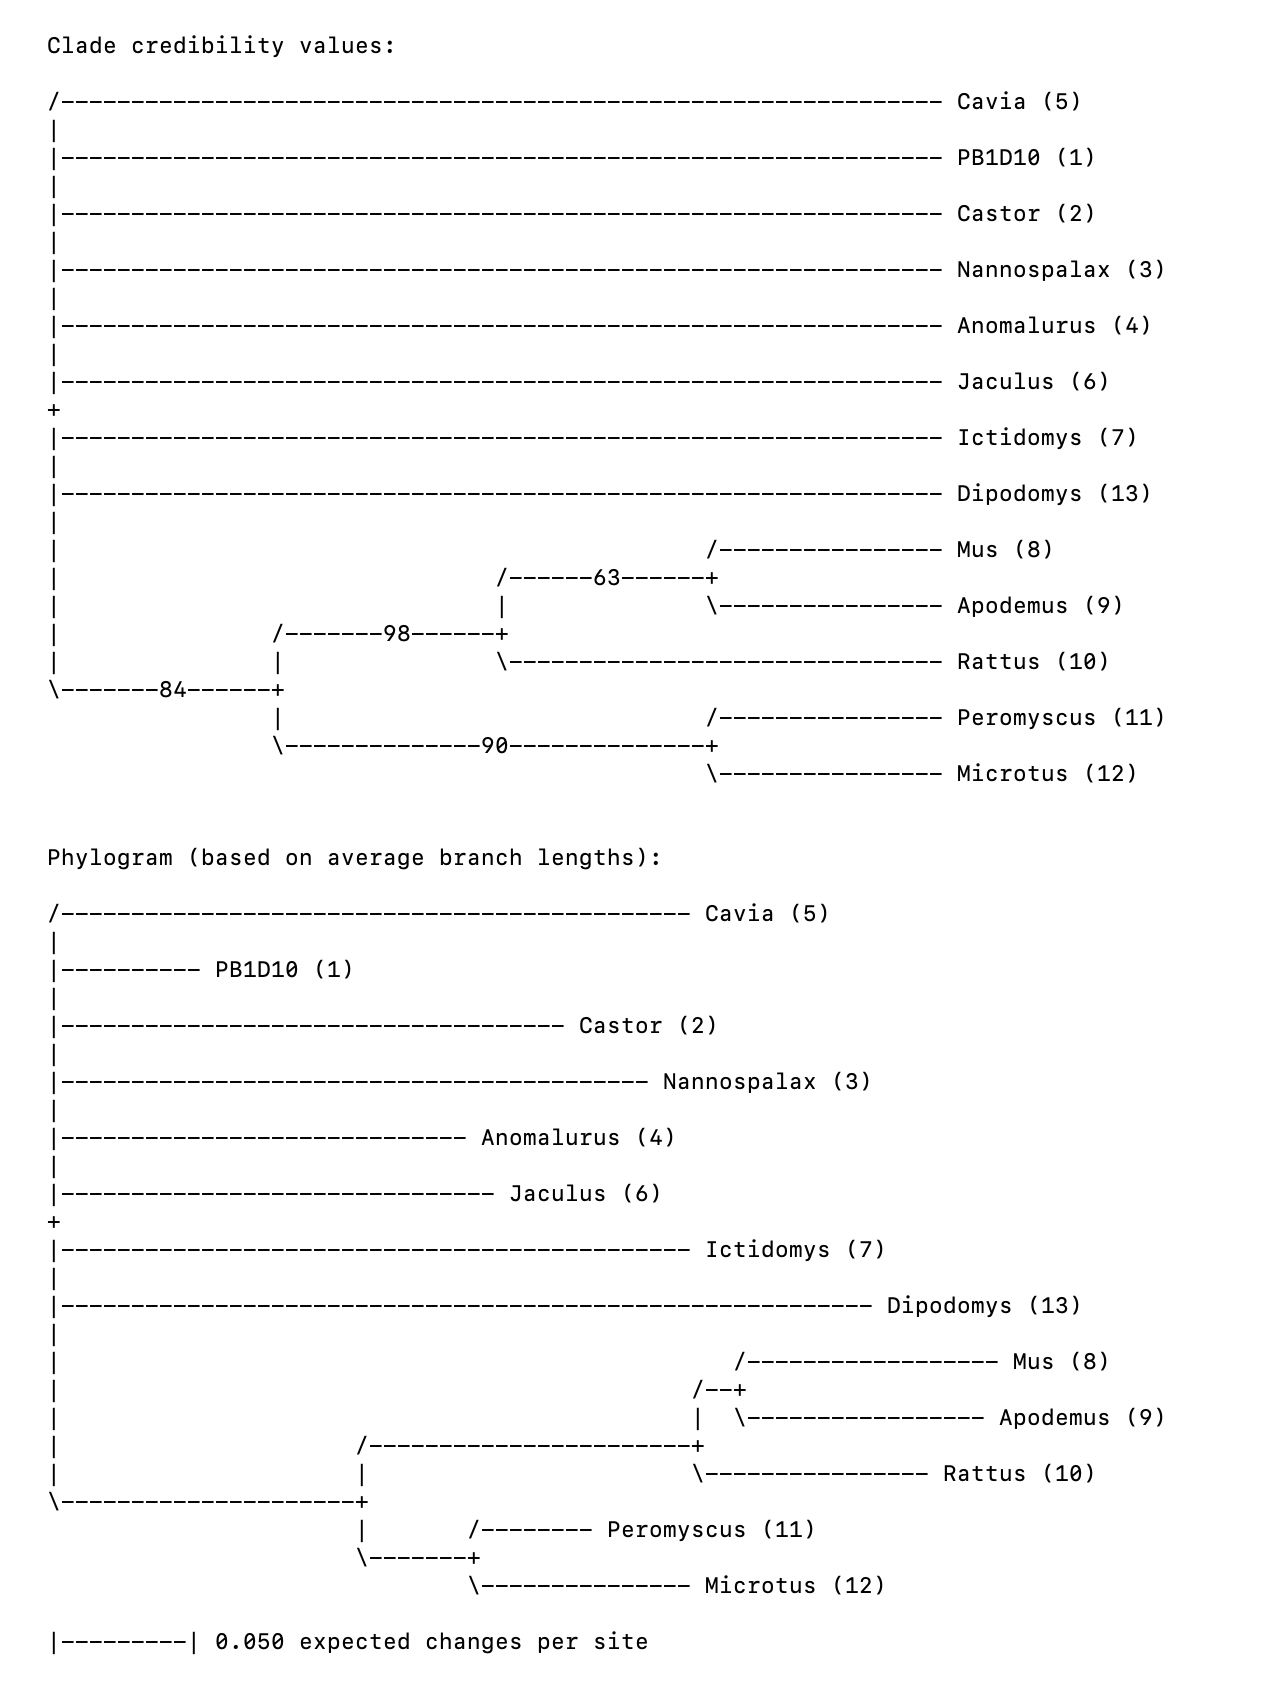 Clade credibility values:
/--------------------------------------------------------------- Cavia (5)
|
|--------------------------------------------------------------- PB1D10 (1)
|
|--------------------------------------------------------------- Castor (2)
|
|--------------------------------------------------------------- Nannospalax (3)
|
|--------------------------------------------------------------- Anomalurus (4)
|
|--------------------------------------------------------------- Jaculus (6)
+
|--------------------------------------------------------------- Ictidomys (7)
|
|--------------------------------------------------------------- Dipodomys (13)
|
|                                              /---------------- Mus (8)
|                               /------63------+
|                               |              \---------------- Apodemus (9)
|               /-------98------+
|               |               \------------------------------- Rattus (10)
\-------84------+
                |                              /---------------- Peromyscus (11)
                \--------------90--------------+
                                               \---------------- Microtus (12)
Phylogram (based on average branch lengths):
/--------------------------------------------- Cavia (5)
|
|---------- PB1D10 (1)
|
|------------------------------------ Castor (2)
|
|------------------------------------------ Nannospalax (3)
|
|----------------------------- Anomalurus (4)
|
|------------------------------- Jaculus (6)
+
|--------------------------------------------- Ictidomys (7)
|
|---------------------------------------------------------- Dipodomys (13)
|
|                                                /------------------ Mus (8)
|                                             /--+
|                                             |  \----------------- Apodemus (9)
|                     /-----------------------+
|                     |                       \---------------- Rattus (10)
\---------------------+
                      |       /-------- Peromyscus (11)
                      \-------+
                              \--------------- Microtus (12)
|---------| 0.050 expected changes per site